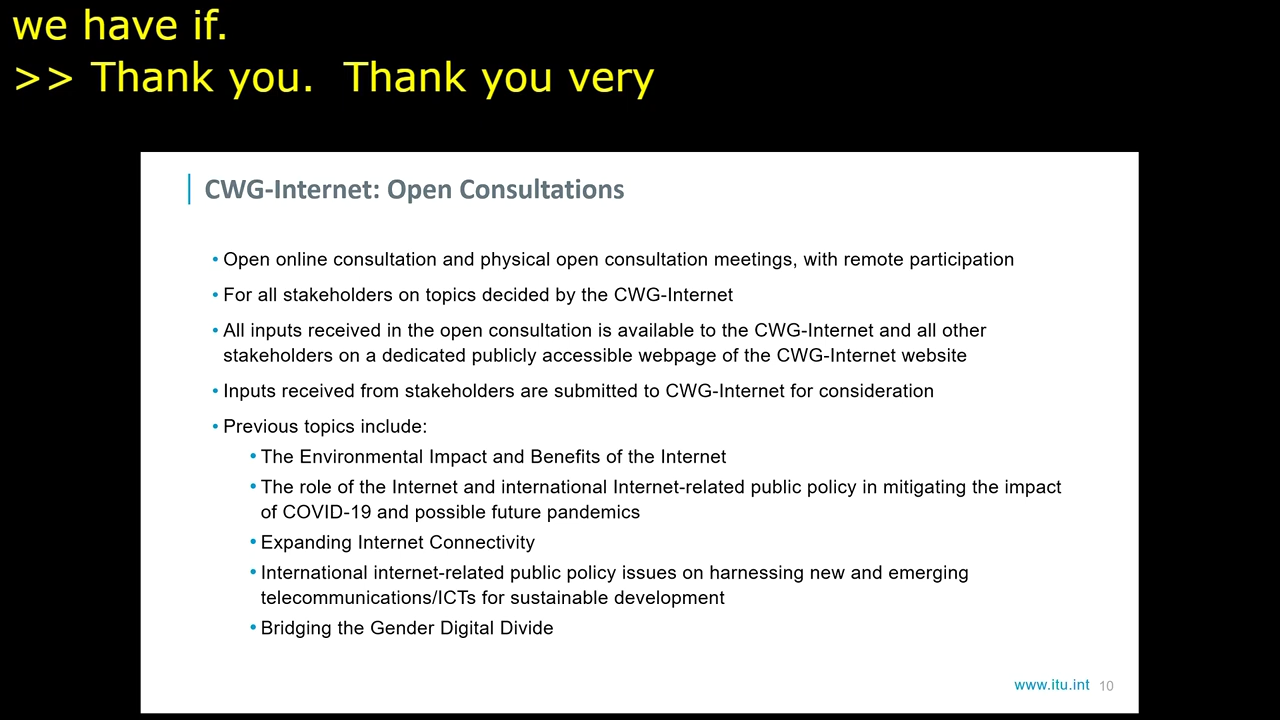 we have if.
>> Thank you.  Thank you very
CWG-Internet: Open Consultations
• Open online consultation and physical open consultation meetings, with remote participation
• For all stakeholders on topics decided by the CWG-Internet
• All inputs received in the open consultation is available to the CWG-Internet and all other
stakeholders on a dedicated publicly accessible webpage of the CWG-Internet website
• Inputs received from stakeholders are submitted to CWG-Internet for consideration
• Previous topics include:
• The Environmental Impact and Benefits of the Internet
• The role of the Internet and international Internet-related public policy in mitigating the impact
of COVID-19 and possible future pandemics
• Expanding Internet Connectivity
• International internet-related public policy issues on harnessing new and emerging
telecommunications/ICTs for sustainable development
• Bridging the Gender Digital Divide
www.itu.int 10